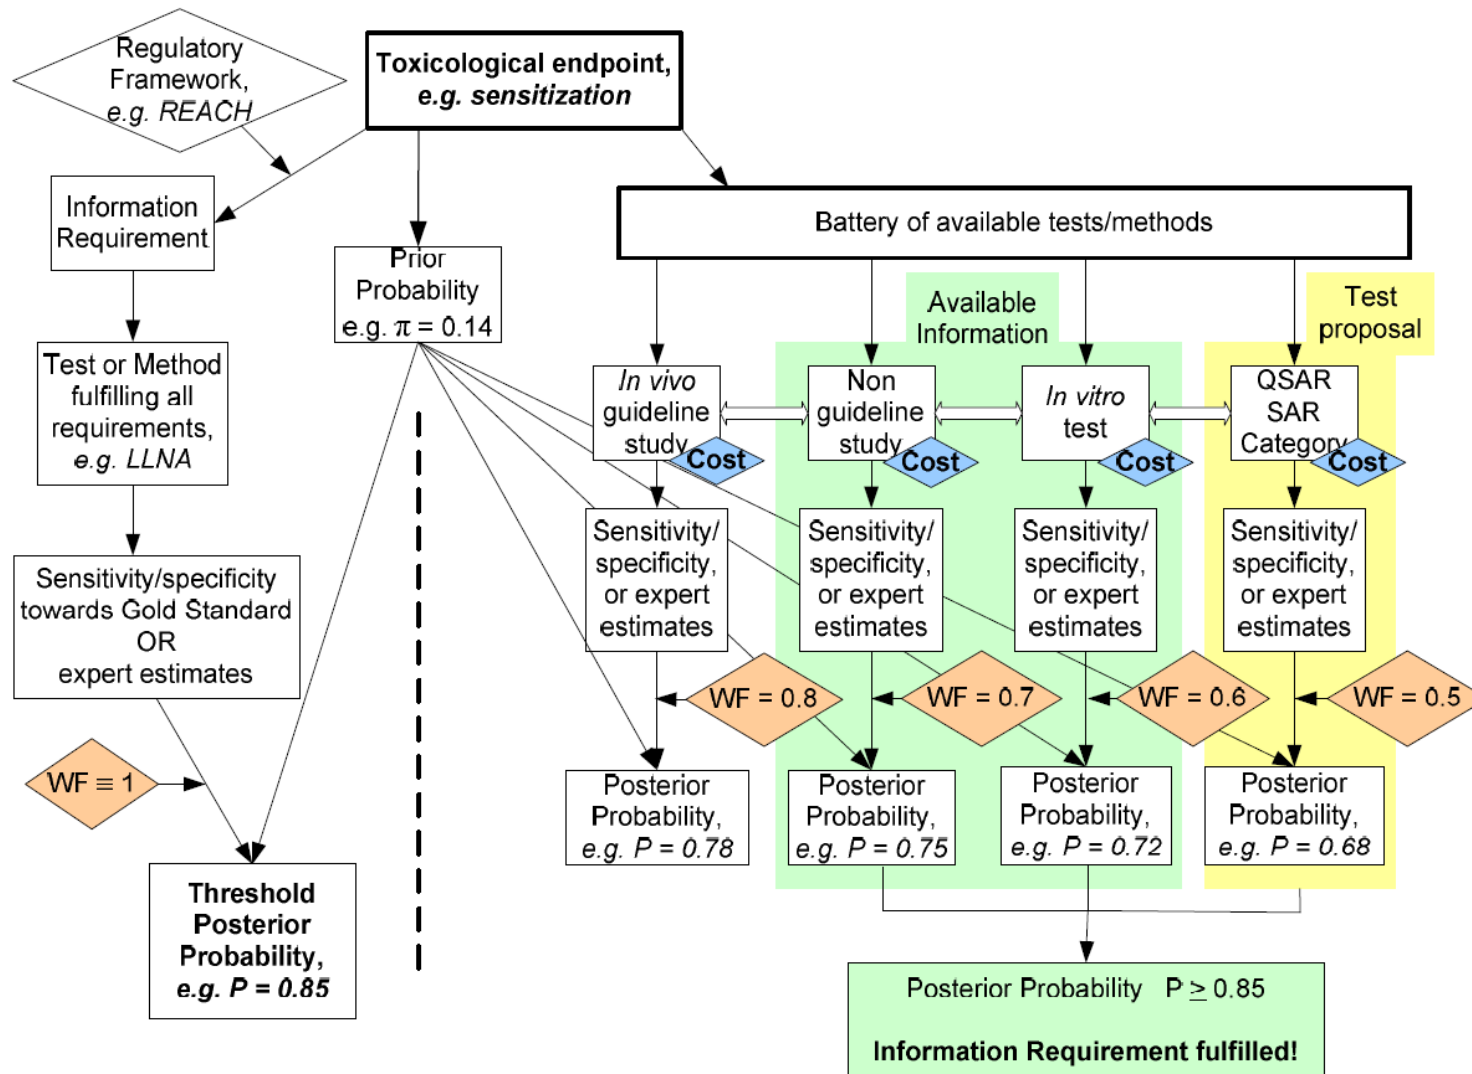 Regulatory
Framework,
e.g. REACH
Toxicological endpoint,
e.g. sensitization
Information
Requirement
Prior
Probability
e.g. π = 0.14
Battery of available tests/methods
Available
Information
Test
proposal
Test or Method
fulfilling all
requirements,
e.g. LLNA
In vivo
guideline
study
Cost
Non
guideline
study
Cost
In vitro
test
Cost
QSAR
SAR
Category
Cost
Sensitivity/specificity
towards Gold Standard
OR
expert estimates
Sensitivity/
specificity,
or expert
estimates
Sensitivity/
specificity,
or expert
estimates
Sensitivity/
specificity,
or expert
estimates
Sensitivity/
specificity,
or expert
estimates
WF = 0.8
WF = 0.7
WF = 0.6
WF = 0.5
WF ≡ 1
Posterior
Probability,
e.g. P = 0.78
Posterior
Probability,
e.g. P = 0.75
Posterior
Probability,
e.g. P = 0.72
Posterior
Probability,
e.g. P = 0.68
Threshold
Posterior
Probability,
e.g. P = 0.85
Posterior Probability P ≥ 0.85
Information Requirement fulfilled!